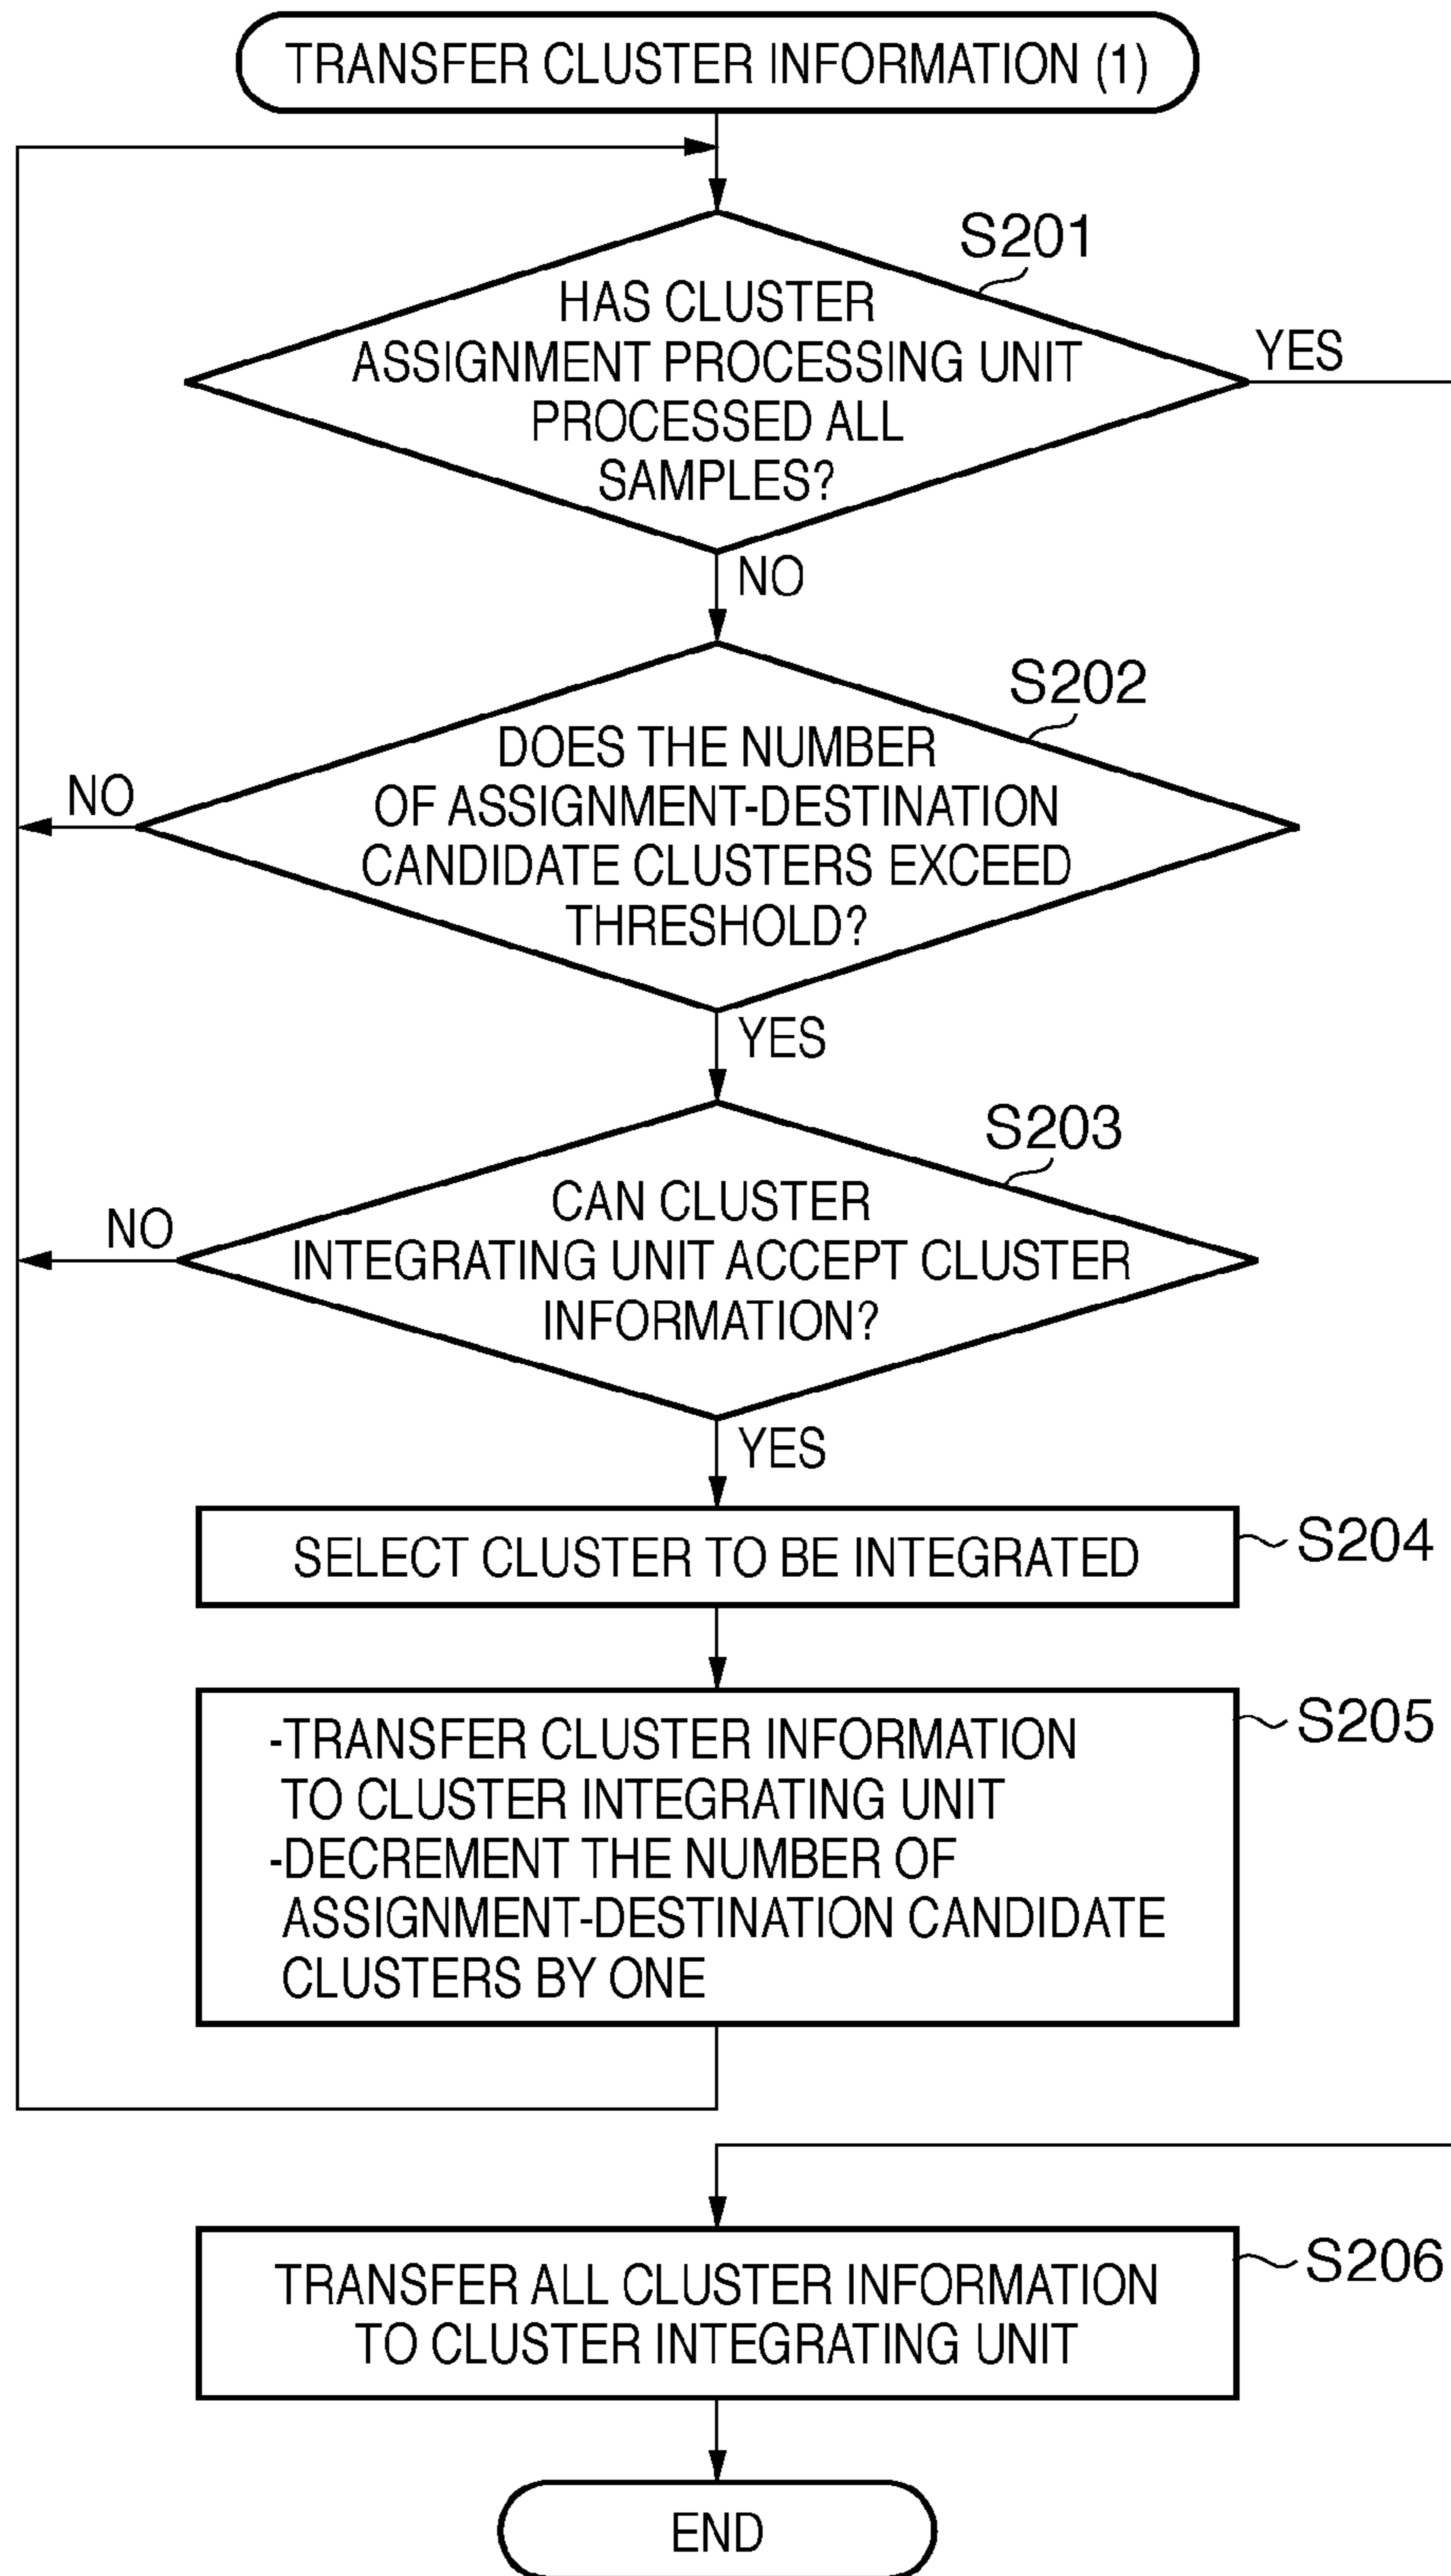 TRANSFER CLUSTER INFORMATION (1)
S201
HAS CLUSTER
ASSIGNMENT PROCESSING UNIT
PROCESSED ALL
SAMPLES?
YES
NO
S202
DOES THE NUMBER
OF ASSIGNMENT-DESTINATION
CANDIDATE CLUSTERS EXCEED
THRESHOLD?
NO
YES
S203
CAN CLUSTER
INTEGRATING UNIT ACCEPT CLUSTER
INFORMATION?
NO
YES
SELECT CLUSTER TO BE INTEGRATED
S204
-TRANSFER CLUSTER INFORMATION
TO CLUSTER INTEGRATING UNIT
-DECREMENT THE NUMBER OF
ASSIGNMENT-DESTINATION CANDIDATE
CLUSTERS BY ONE
S205
TRANSFER ALL CLUSTER INFORMATION
TO CLUSTER INTEGRATING UNIT
S206
END